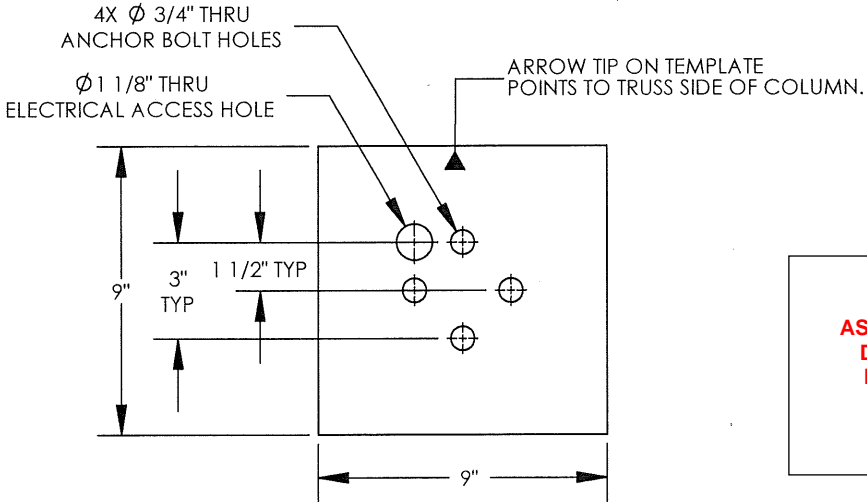 4X Ø 3/4" THRU
ANCHOR BOLT HOLES
Ø1 1/8" THRU
ELECTRICAL ACCESS HOLE
ARROW TIP ON TEMPLATE
POINTS TO TRUSS SIDE OF COLUMN.
9"
3"
TYP
1 1/2" TYP
9"
AS